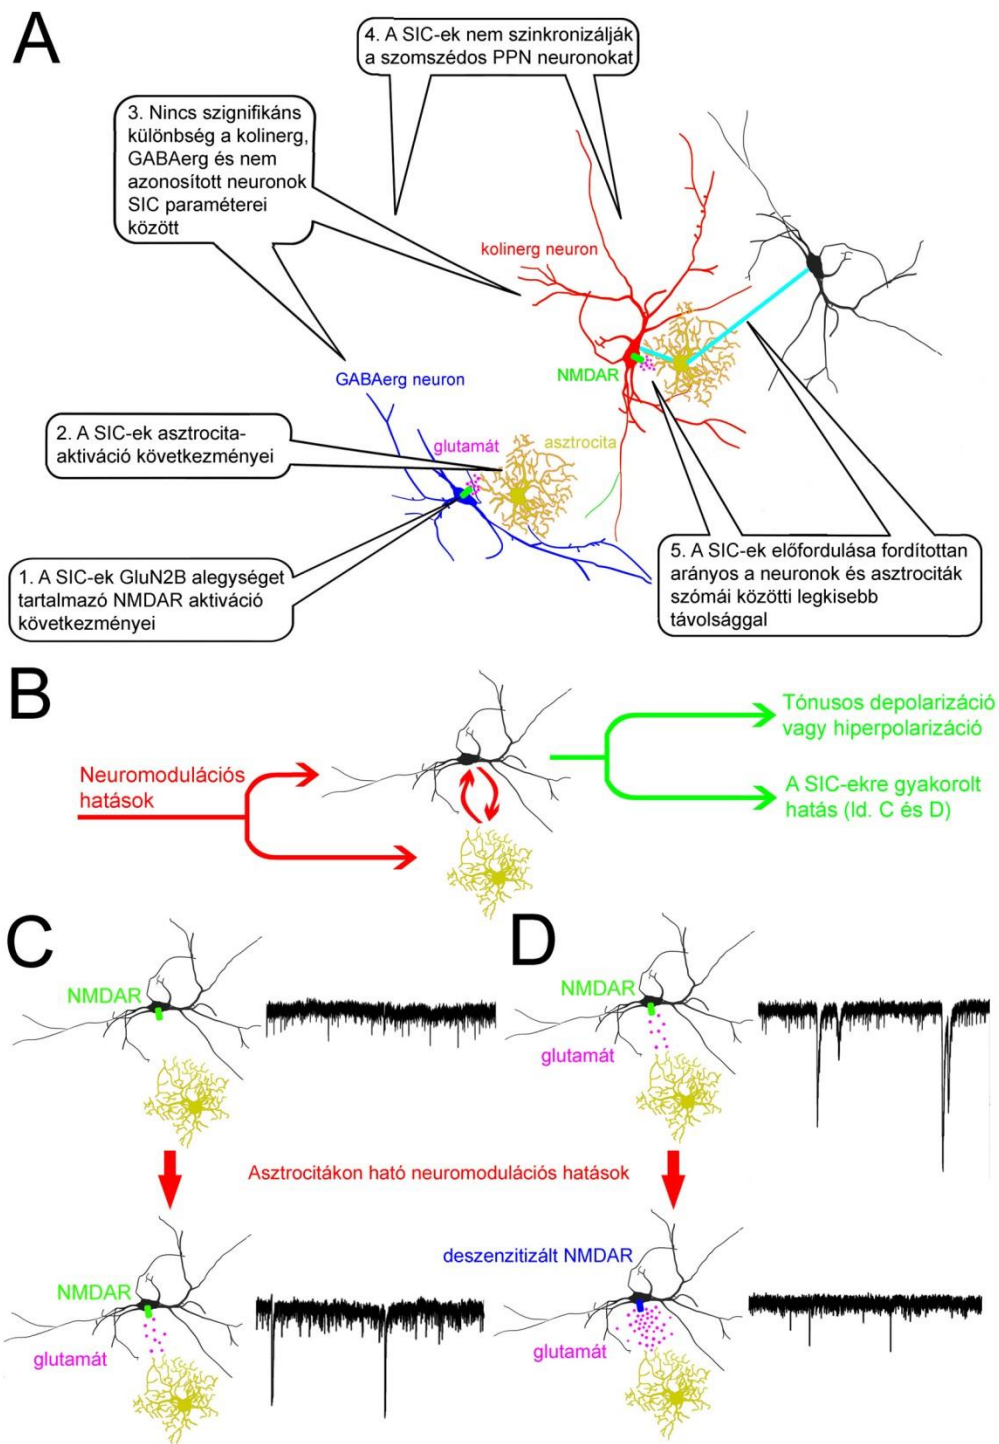 A
4. A SIC-ek nem szinkronizálják
a szomszédos PPN neuronokat
3. Nincs szignifikáns
különbség a kolinerg,
GABAerg és nem
azonosított neuronok
SIC paraméterei
között
kolinerg neuron
NMDAR
GABAerg neuron
glutamát
asztrocita
2. A SIC-ek asztrocita-
aktiváció következményei
1. A SIC-ek GluN2B alegységet
tartalmazó NMDAR aktiváció
következményei
5. A SIC-ek előfordulása fordítottan
arányos a neuronok és asztrociták
szómái közötti legkisebb
távolsággal
B
Neuromodulációs
hatások
Tónusos depolarizáció
vagy hiperpolarizáció
A SIC-ekre gyakorolt
hatás (ld. C és D)
C
NMDAR
D
NMDAR
glutamát
Asztrocitákon ható neuromodulációs hatások
NMDAR
glutamát
deszenzitizált NMDAR
glutamát